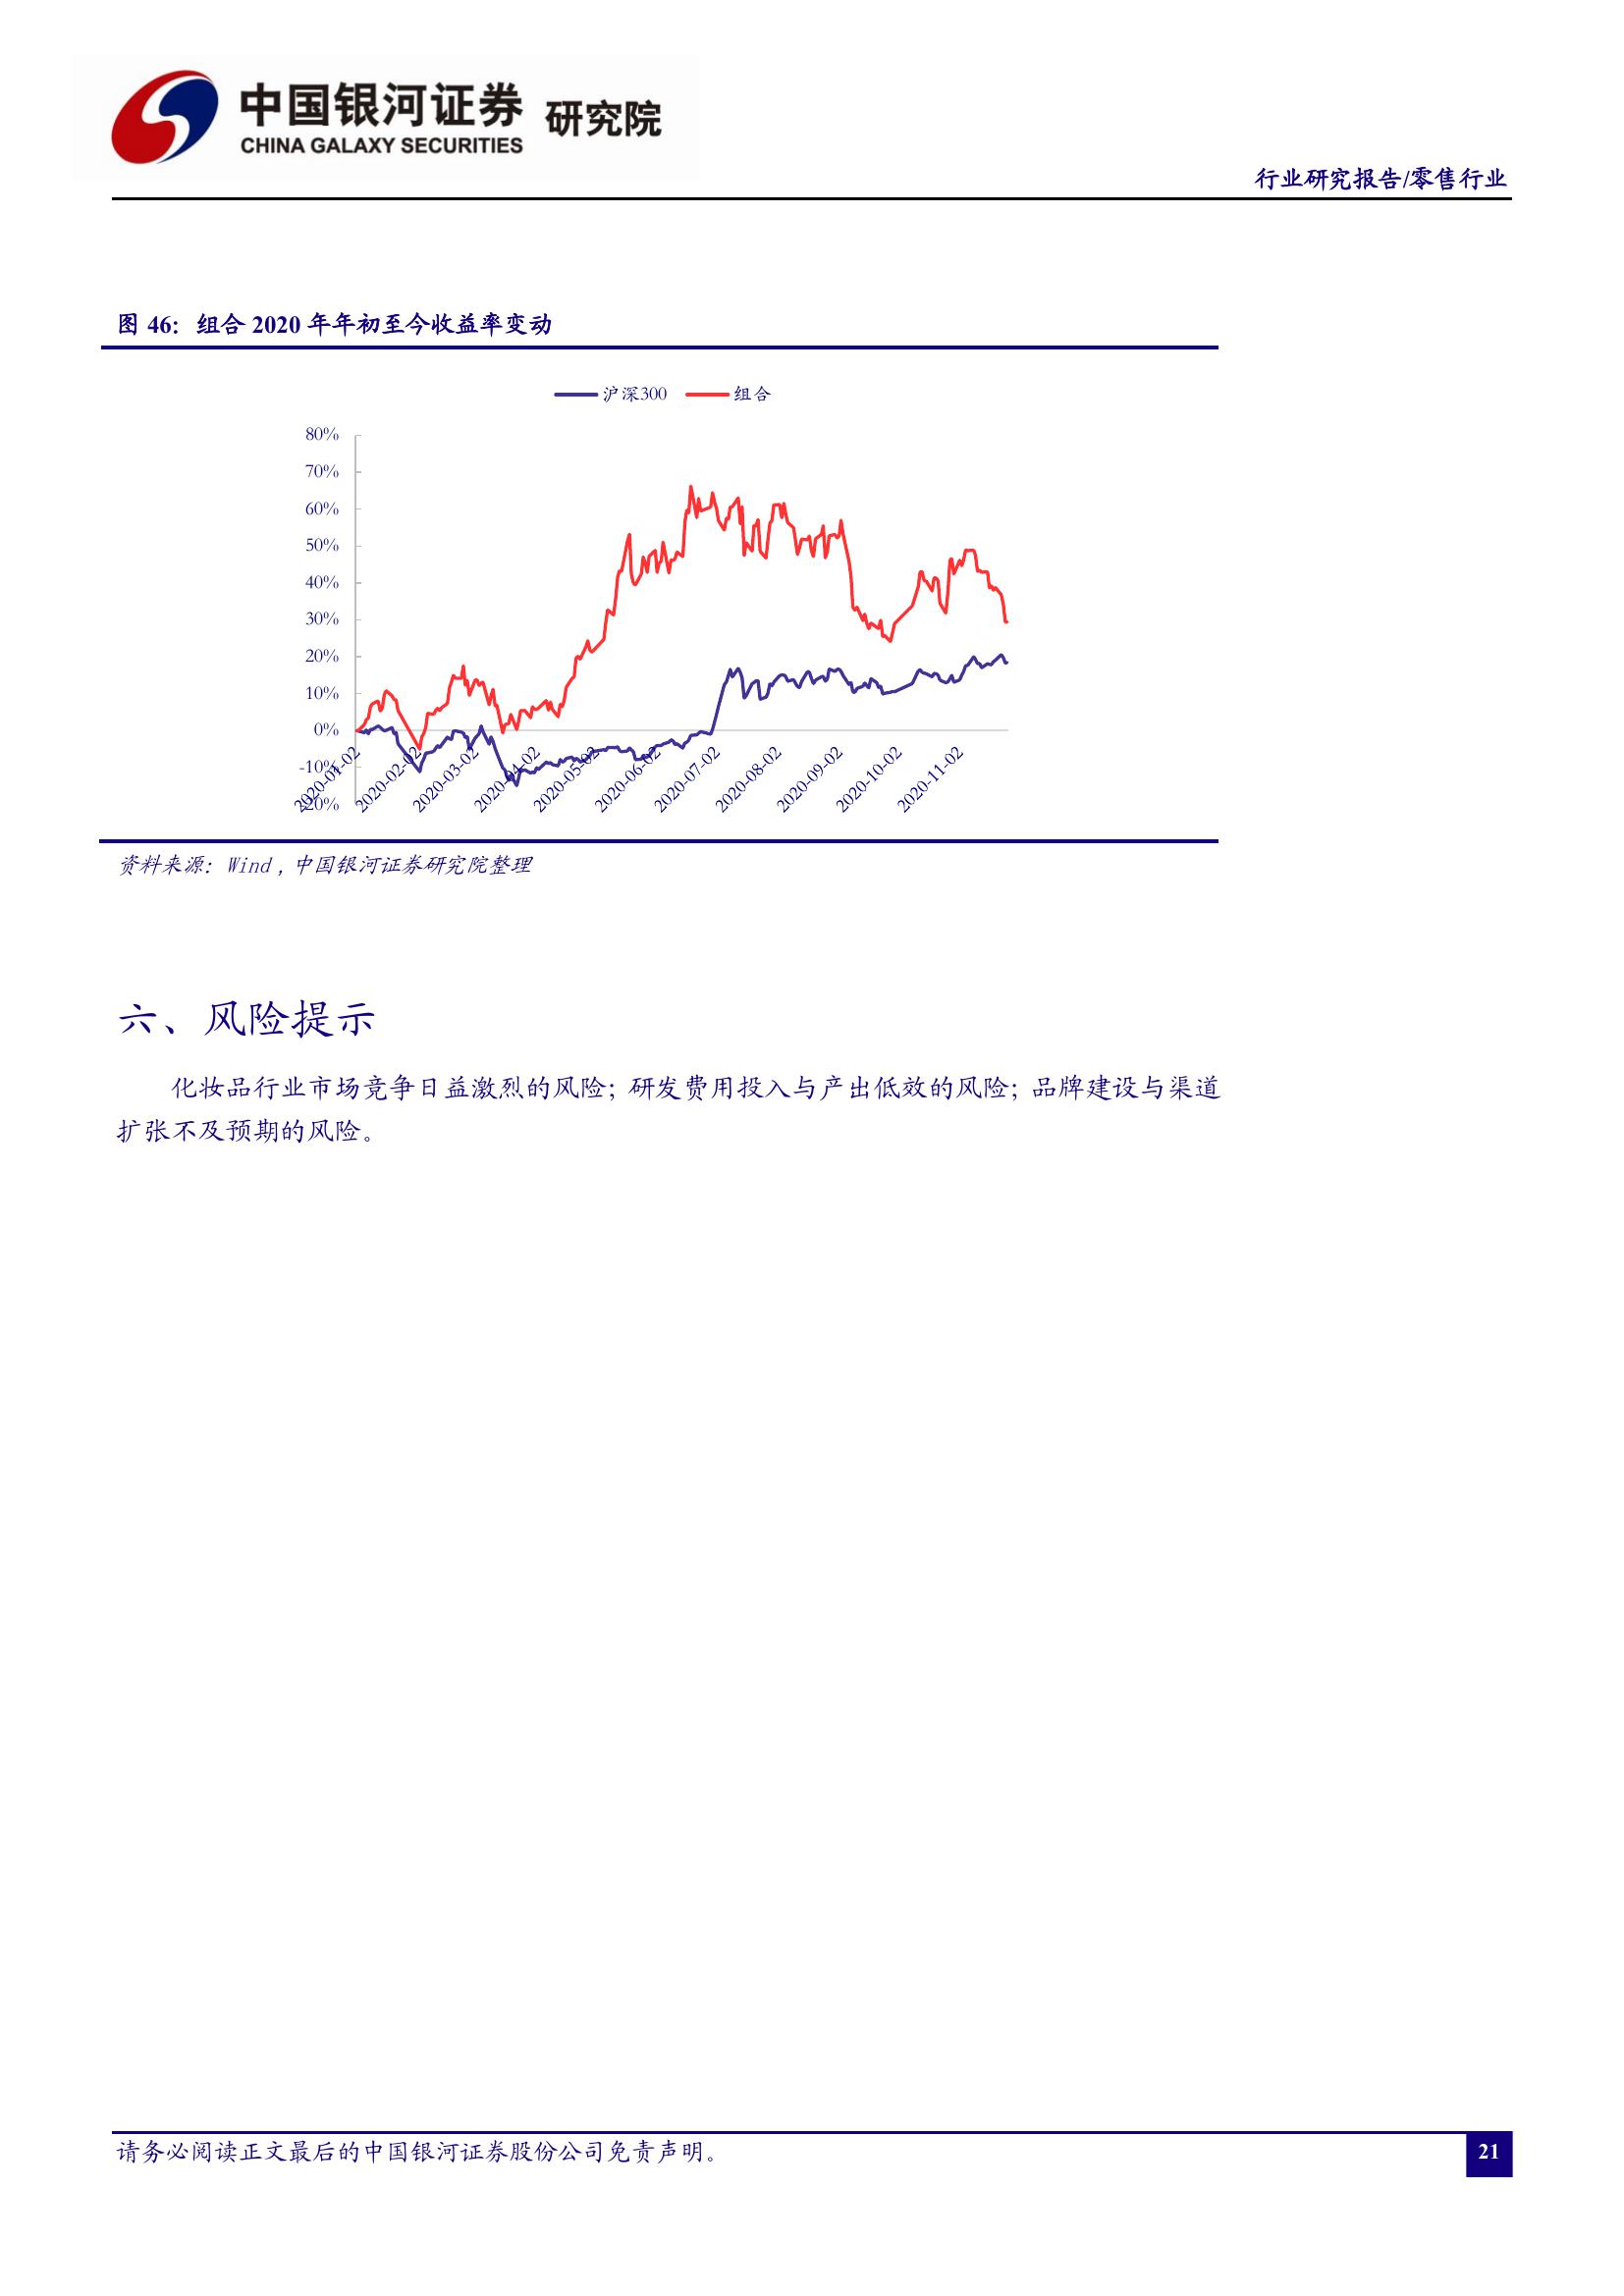 中国银河证券 研究院
CHINA GALAXY SECURITIES
行业研究报告/零售行业
图 46：组合 2020 年年初至今收益率变动
沪深300 组合
80%
70%
60%
50%
40%
30%
20%
10%
0%
-10%
-20%
2020-01-02 2020-02-02 2020-03-02 2020-04-02 2020-05-02 2020-06-02 2020-07-02 2020-08-02 2020-09-02 2020-10-02 2020-11-02
资料来源：Wind，中国银河证券研究院整理
六、风险提示
化妆品行业市场竞争日益激烈的风险；研发费用投入与产出低效的风险；品牌建设与渠道
扩张不及预期的风险。
请务必阅读正文最后的中国银河证券股份公司免责声明。
21